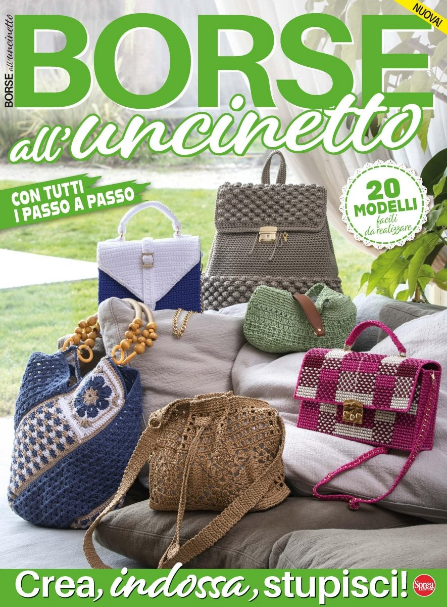 NUOVA!
BORSE all'uncinetto
BORSE
all'uncinetto
CON TUTTI
I PASSO A PASSO
20
MODELLI
facili
da realizzare
Crea, indossa, stupisci!
Sprea